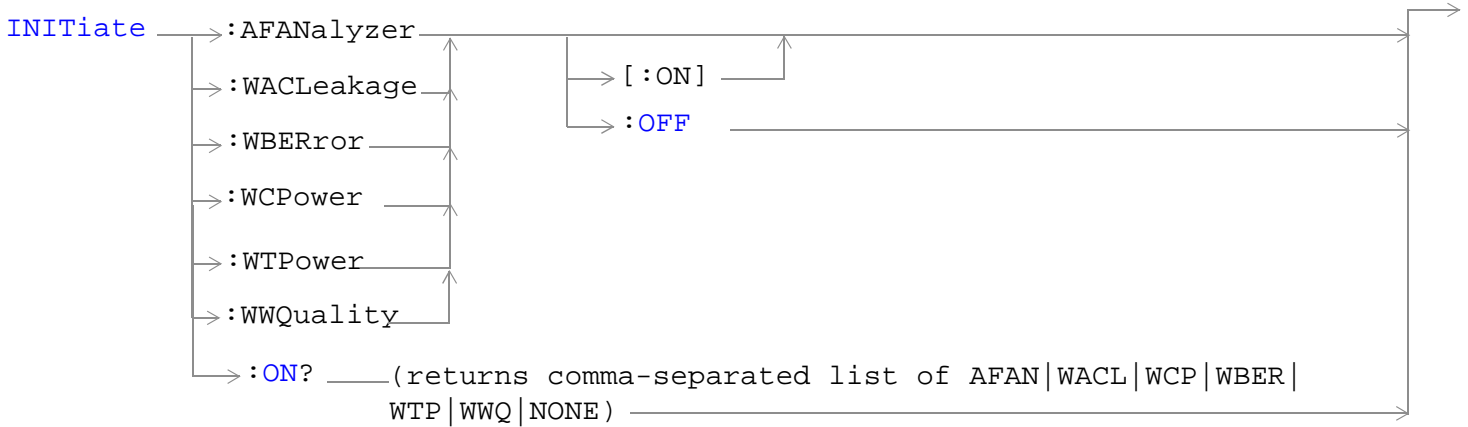 INITiate :AFANalyzer
[:ON]
:WACLeakage
:OFF
:WBERror
:WCPower
:WTPower
:WWQuality
:ON? (returns comma-separated list of AFAN|WACL|WCP|WBER|
WTP|WWQ|NONE)